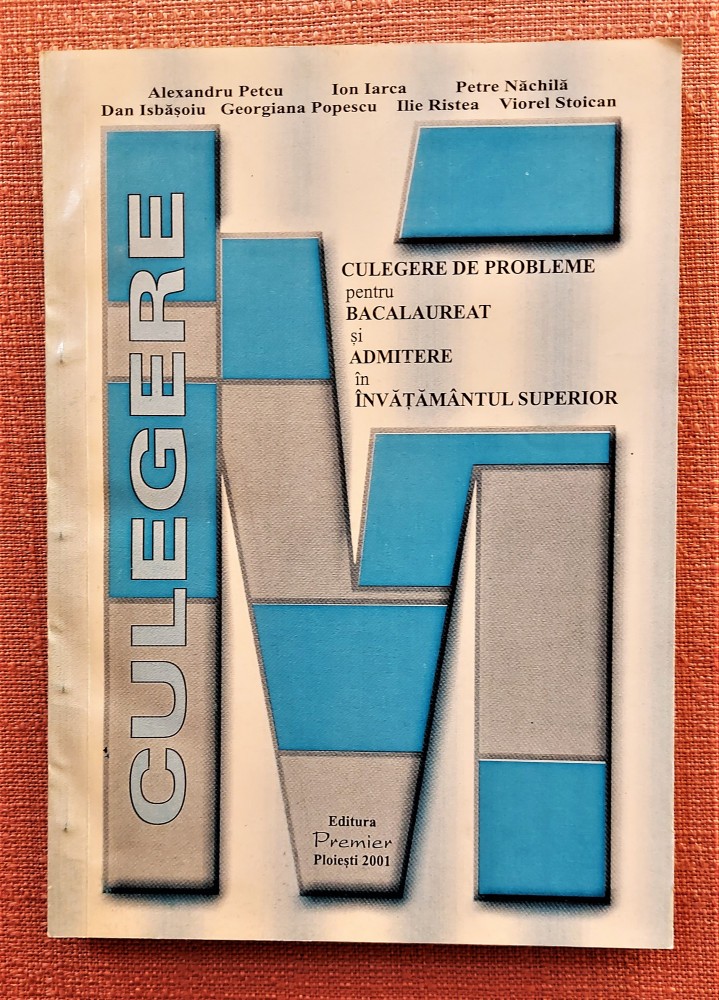 Alexandru Petcu Ion Iarca Petre Năchilă
Dan Isbășoiu Georgiana Popescu Ilie Ristea Viorel Stoican
CULEGERE
CULEGERE DE PROBLEME
pentru
BACALAUREAT
și
ADMITERE
în
ÎNVĂȚĂMÂNTUL SUPERIOR
Editura
Premier
Ploiești 2001